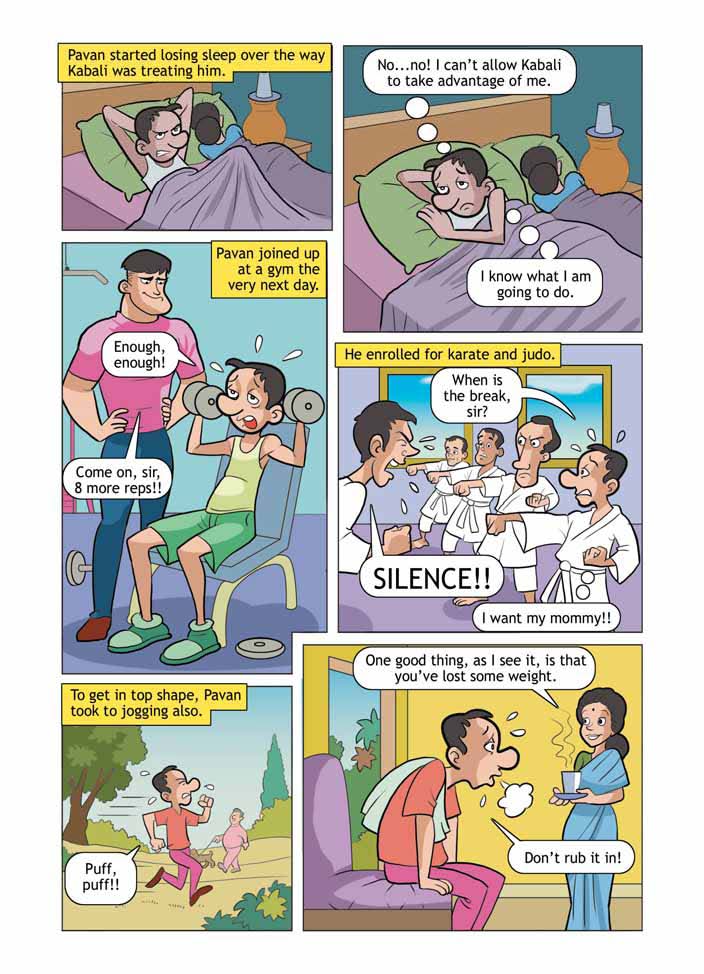 Pavan started losing sleep over the way
Kabali was treating him.
No...no! I can't allow Kabali
to take advantage of me.
I know what I am
going to do.
Pavan joined up
at a gym the
very next day.
Enough,
enough!
Come on, sir,
8 more reps!!
He enrolled for karate and judo.
When is
the break,
sir?
SILENCE!!
I want my mommy!!
To get in top shape, Pavan
took to jogging also.
Puff,
puff!!
One good thing, as I see it, is that
you've lost some weight.
Don't rub it in!